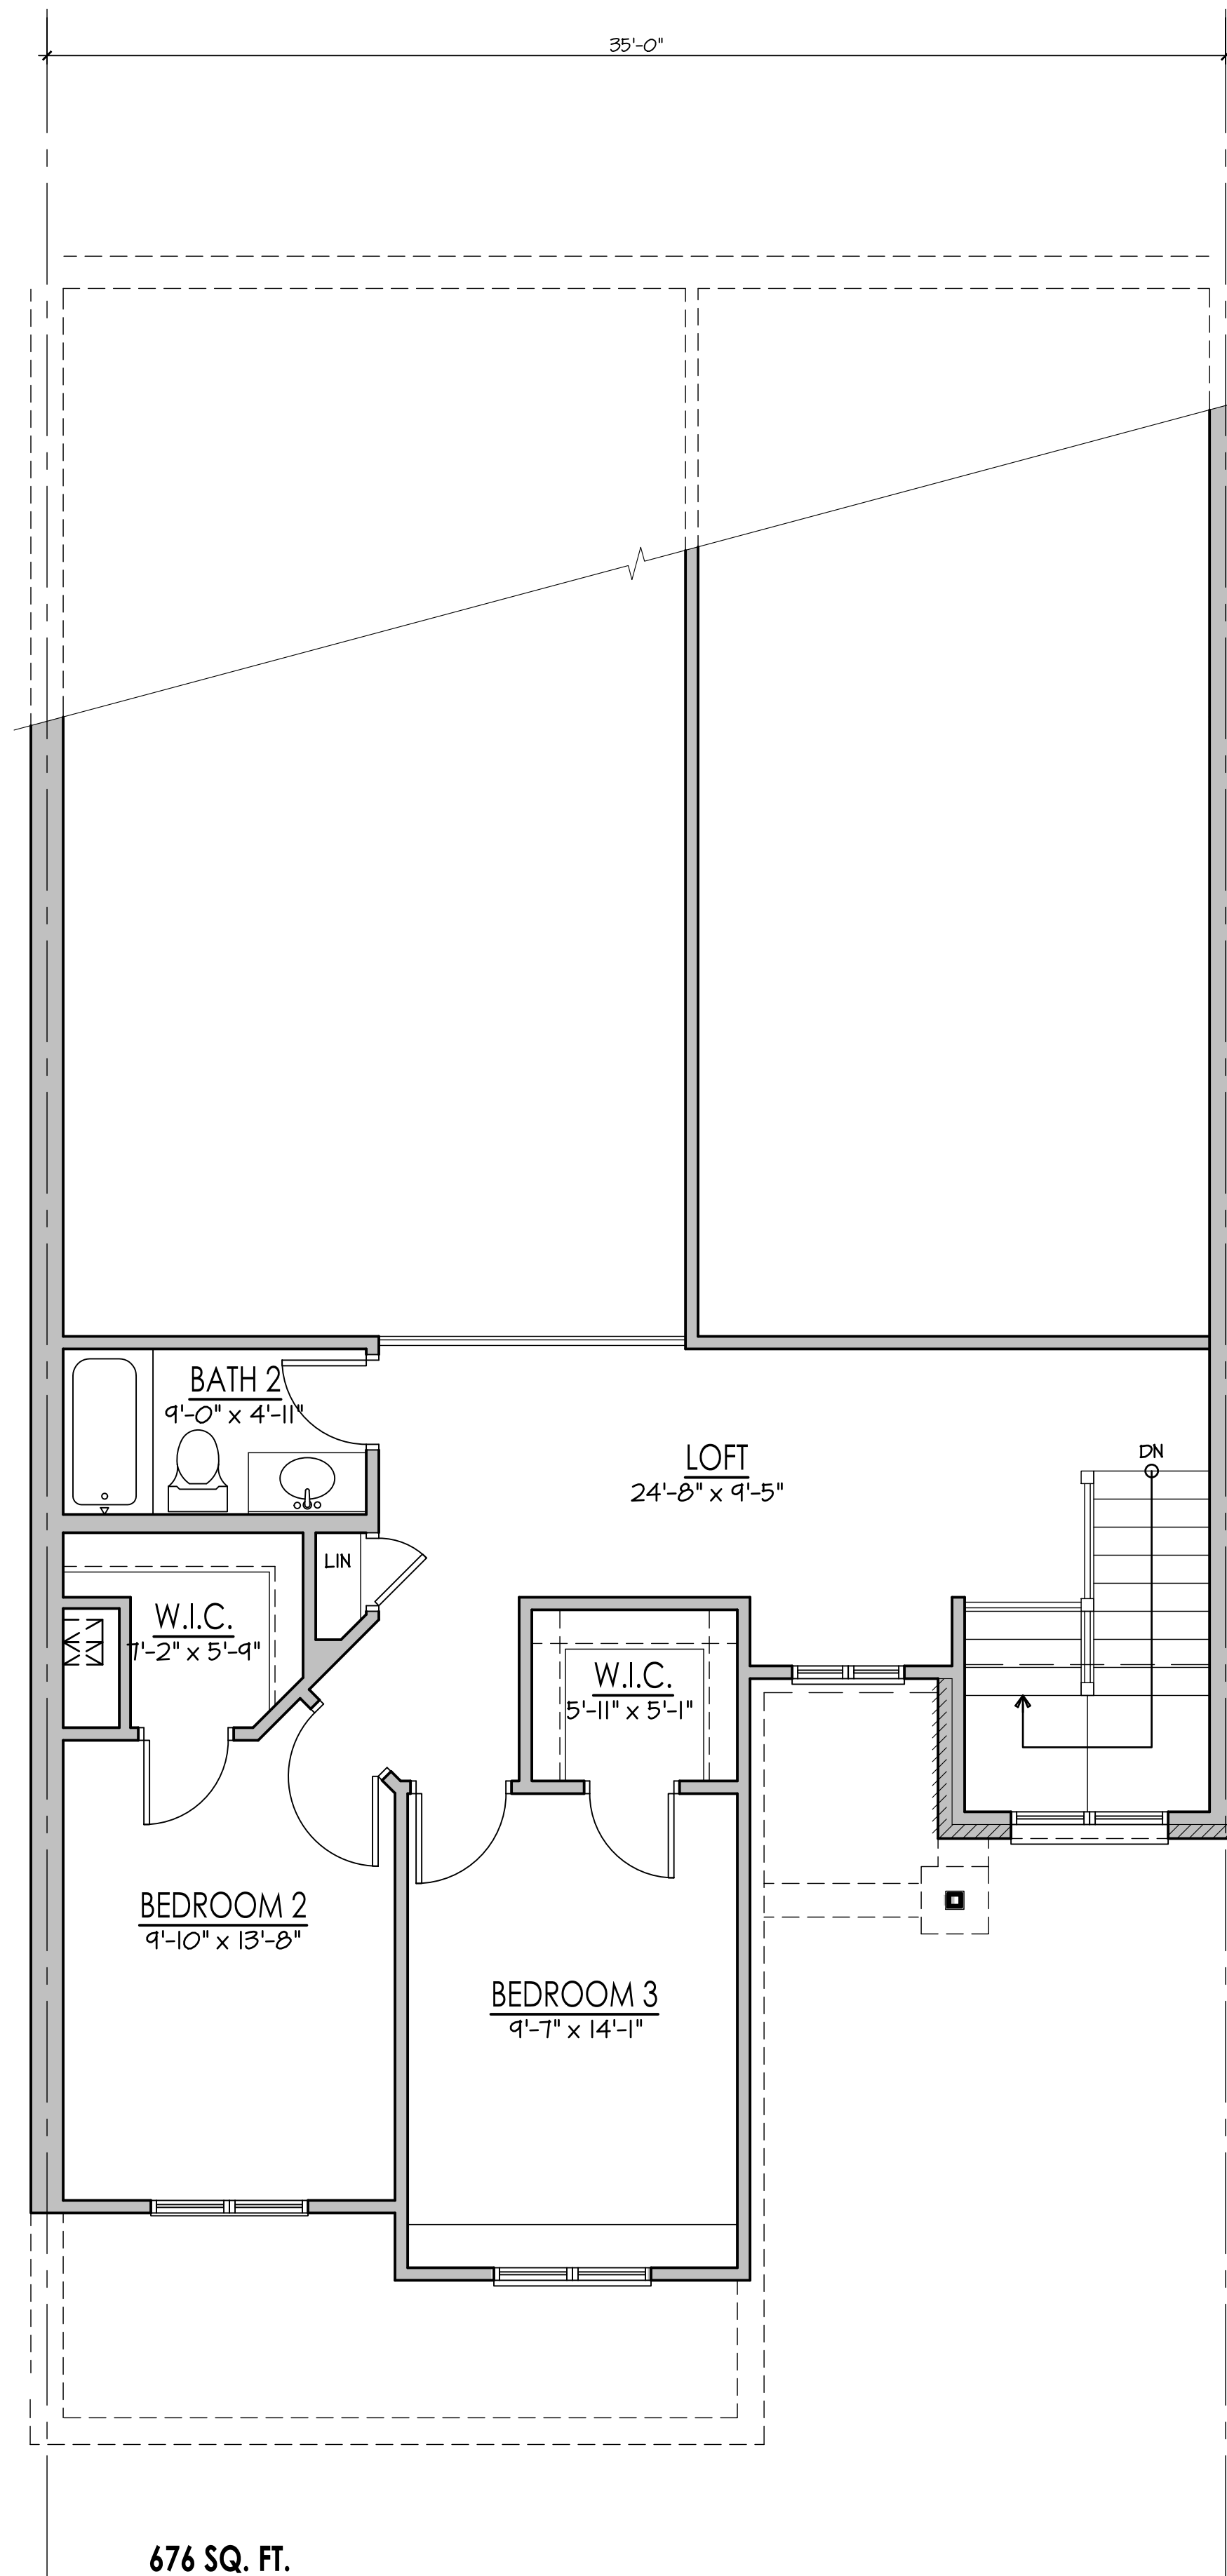 35'-0"
BATH 2
9'-0" x 4'-11"
LOFT
24'-8" x 9'-5"
DN
LIN
W.I.C.
7'-2" x 5'-9"
W.I.C.
5'-11" x 5'-1"
BEDROOM 2
9'-10" x 13'-8"
BEDROOM 3
9'-7" x 14'-1"
676 SQ. FT.